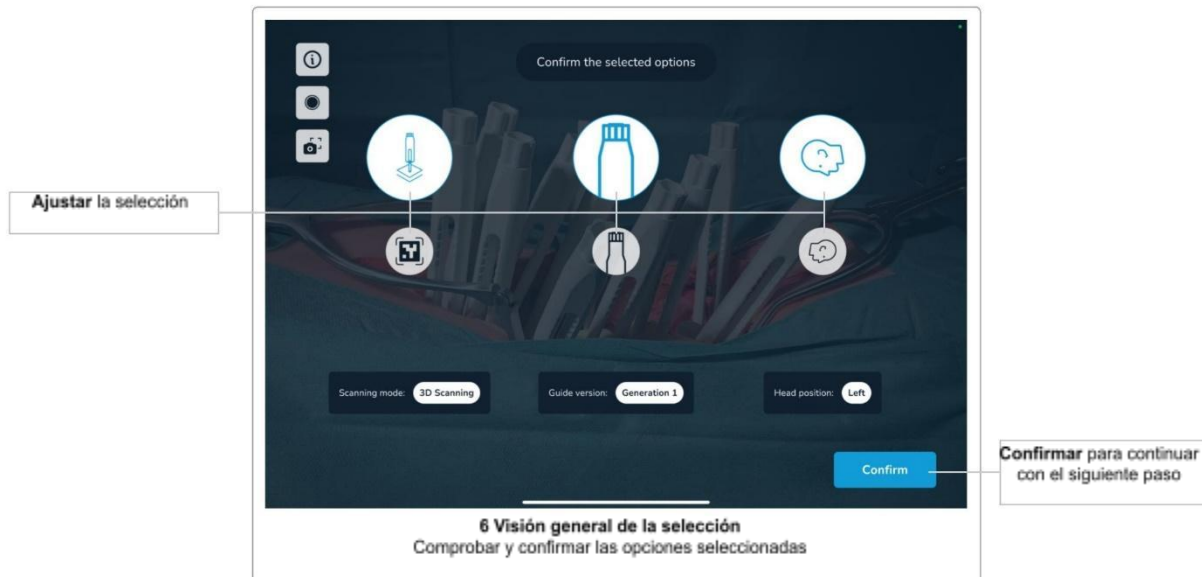 Confirm the selected options
Ajustar la selección
Scanning mode: 3D Scanning
Guide version: Generation 1
Head position: Left
Confirm
Confirmar para continuar
con el siguiente paso
6 Visión general de la selección
Comprobar y confirmar las opciones seleccionadas